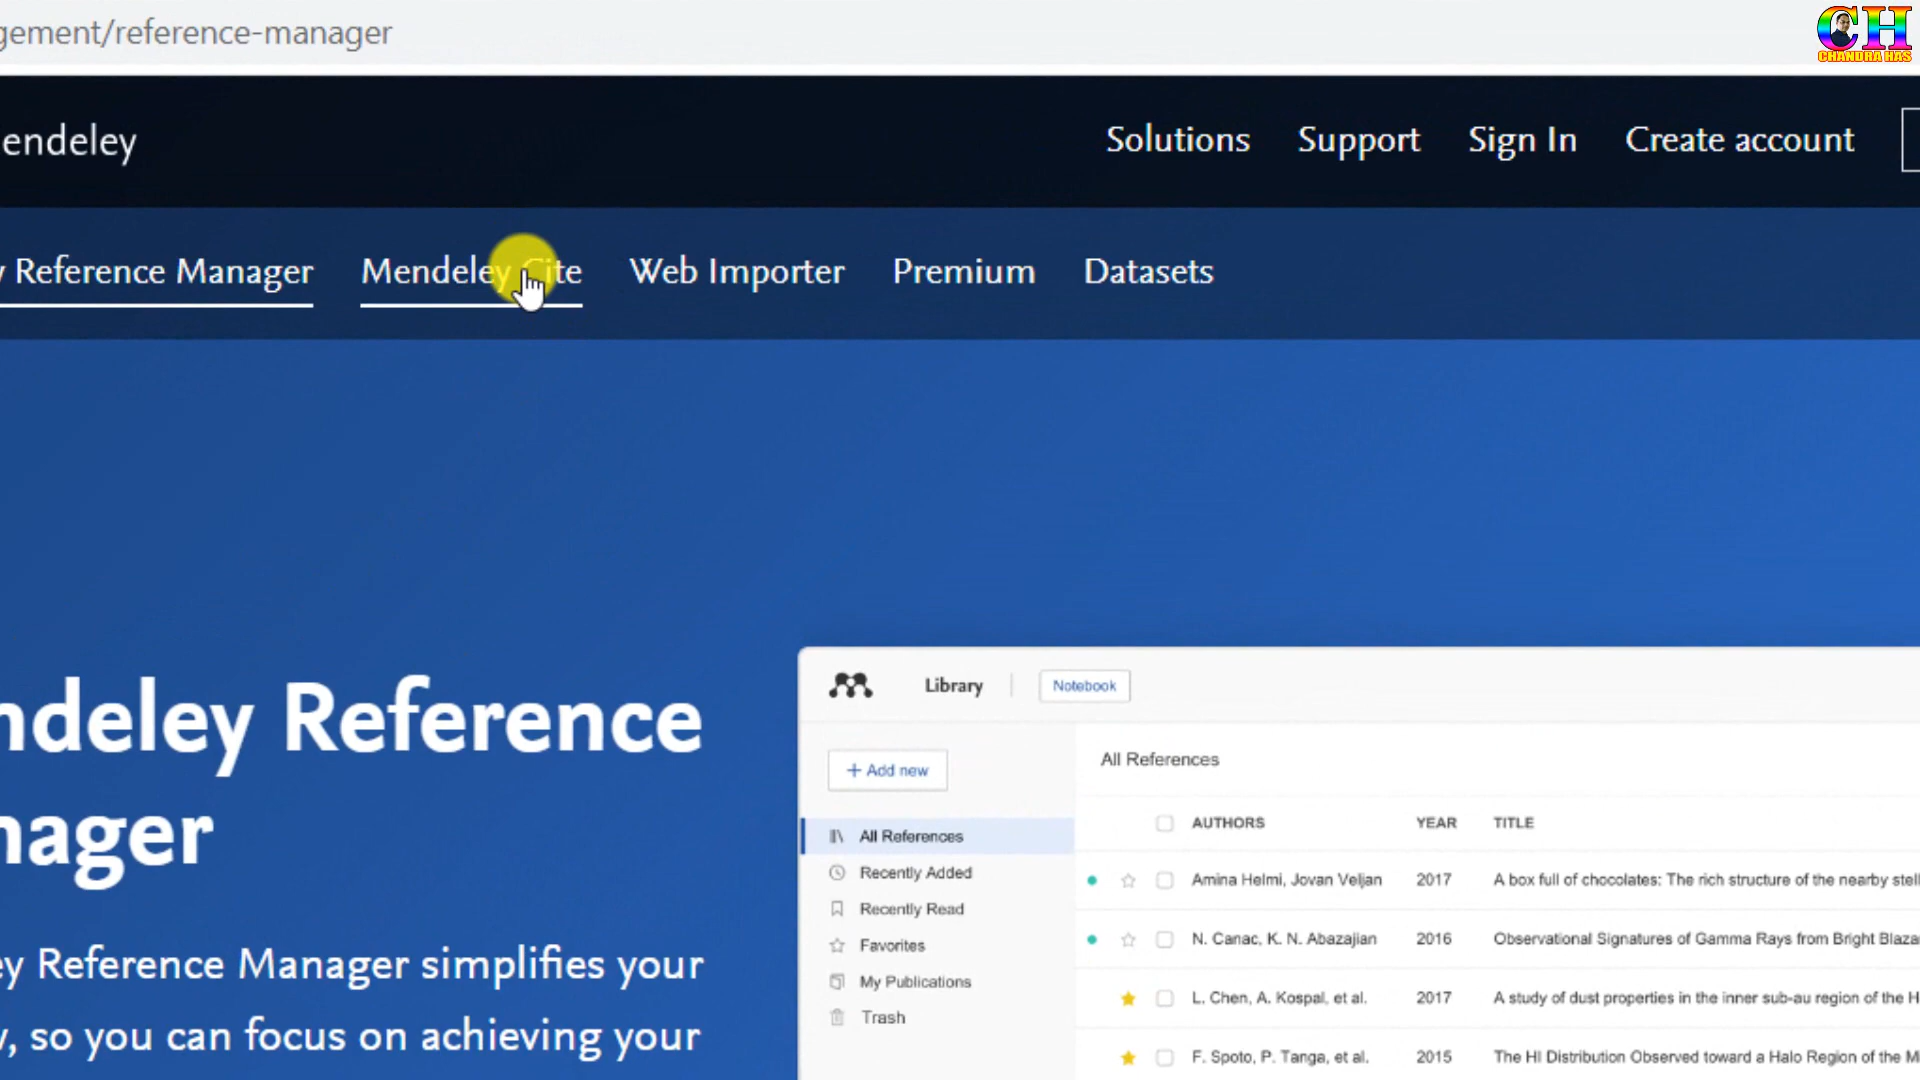 gement/reference-manager
CH
CHANDRA HAS
endeley
Solutions
Support
Sign In
Create account
y Reference Manager
Mendeley Cite
Web Importer
Premium
Datasets
ndeley Reference
nager
ey Reference Manager simplifies your
, so you can focus on achieving your
Library
Notebook
+ Add new
All References
Recently Added
Recently Read
Favorites
My Publications
Trash
All References
AUTHORS YEAR TITLE
Amina Helmi, Jovan Veljan 2017 A box full of chocolates: The rich structure of the nearby stell
N. Canac, K. N. Abazajian 2016 Observational Signatures of Gamma Rays from Bright Blaza
L. Chen, A. Kospal, et al. 2017 A study of dust properties in the inner sub-au region of the H
F. Spoto, P. Tanga, et al. 2015 The HI Distribution Observed toward a Halo Region of the M